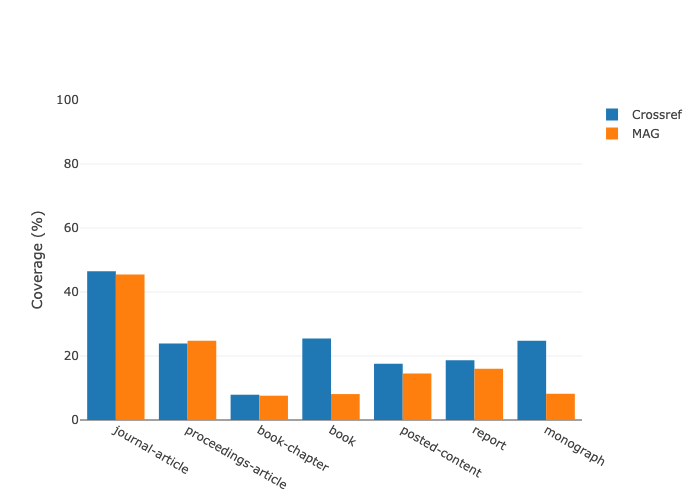 100
80
60
40
20
0
Coverage (%)
journal-article
proceedings-article
book-chapter
book
posted-content
report
monograph
Crossref
MAG